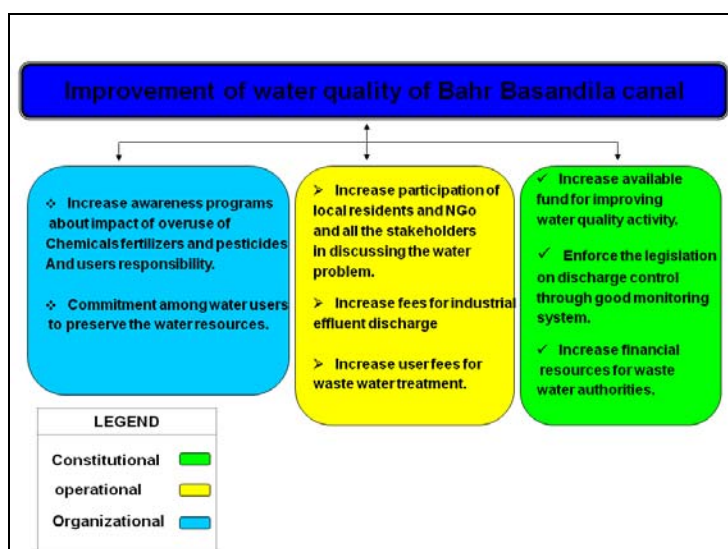 Improvement of water quality of Bahr Basandila canal
Increase awareness programs
about impact of overuse of
Chemicals fertilizers and pesticides
And users responsibility.
Commitment among water users
to preserve the water resources.
Increase participation of
local residents and NGo
and all the stakeholders
in discussing the water
problem.
Increase fees for industrial
effluent discharge
Increase user fees for
waste water treatment.
Increase available
fund for improving
water quality activity.
Enforce the legislation
on discharge control
through good monitoring
system.
Increase financial
resources for waste
water authorities.
LEGEND
Constitutional
operational
Organizational